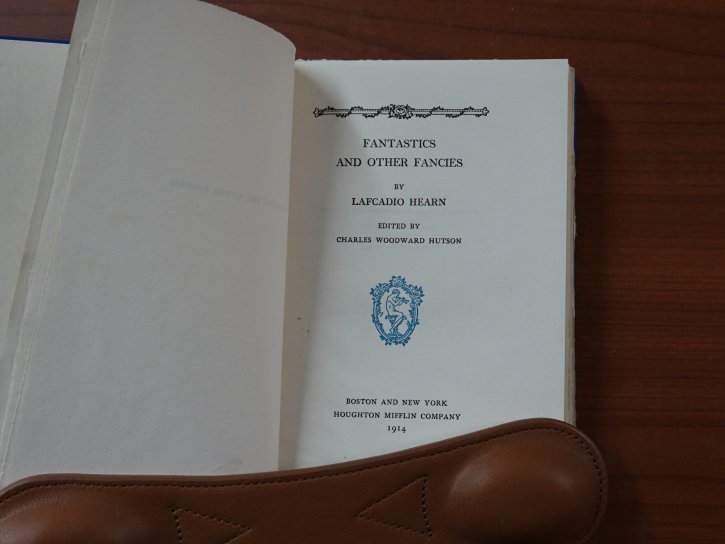 FANTASTICS
AND OTHER FANCIES
BY
LAFCADIO HEARN
EDITED BY
CHARLES WOODWARD HUTSON
BOSTON AND NEW YORK
HOUGHTON MIFFLIN COMPANY
1914